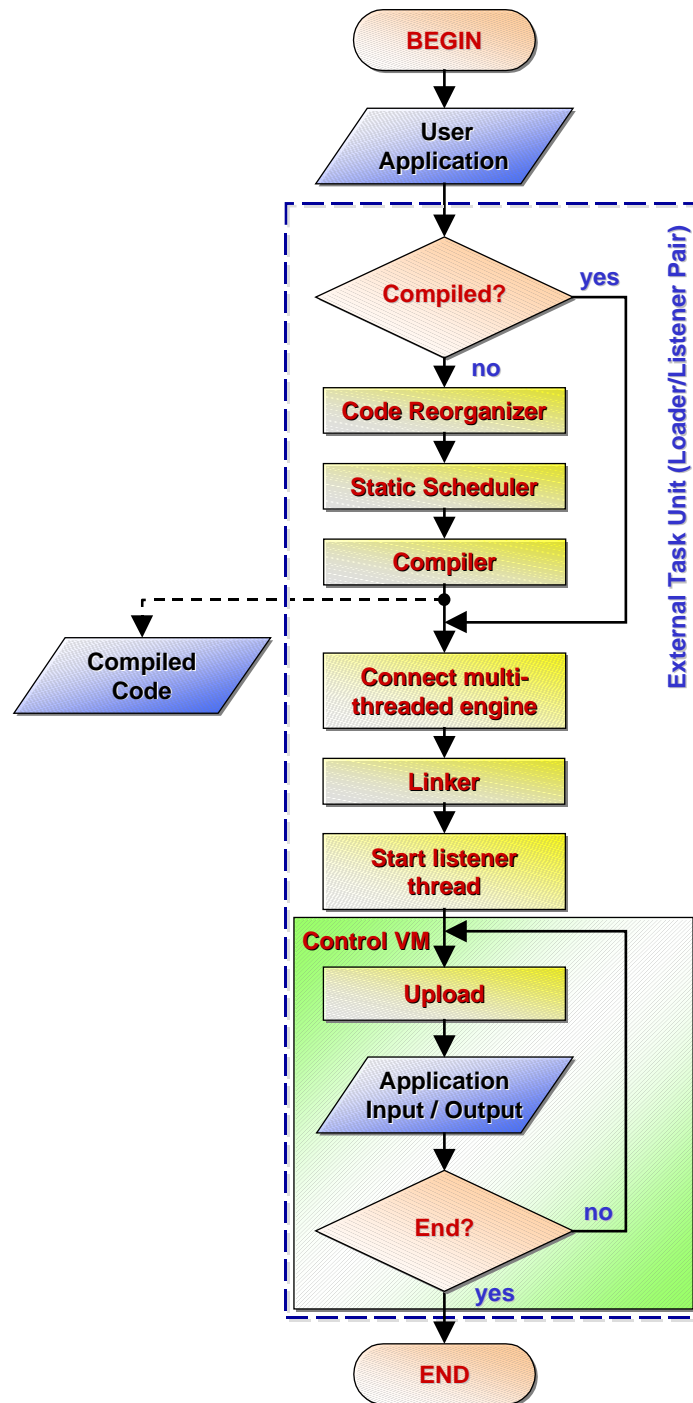 BEGIN
User
Application
Compiled?
yes
no
Code Reorganizer
Static Scheduler
Compiler
Compiled
Code
Connect multi-
threaded engine
Linker
Start listener
thread
Control VM
Upload
Application
Input / Output
End?
no
yes
END
External Task Unit (Loader/Listener Pair)